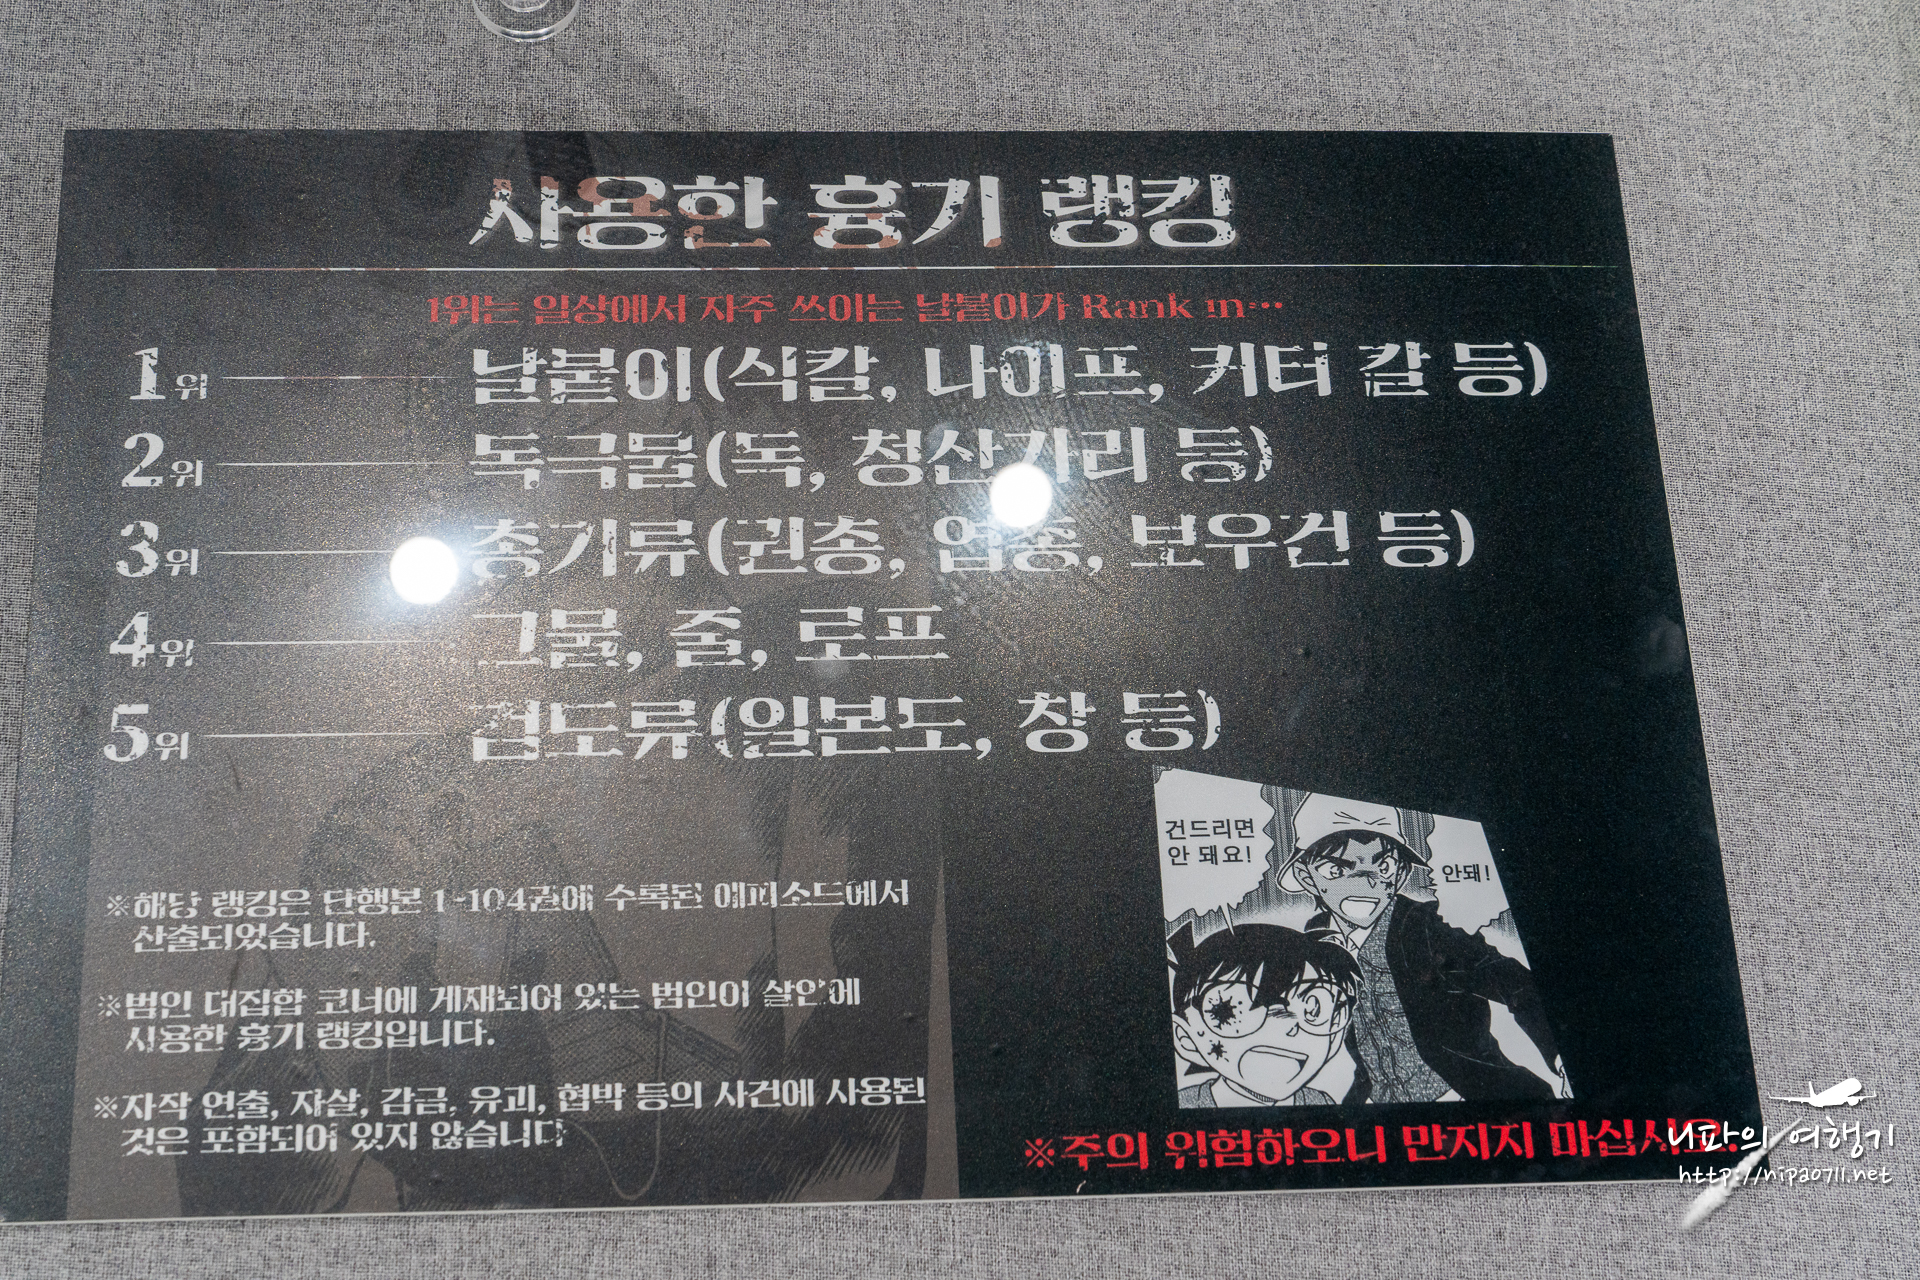 사용한 흉기 랭킹
1위는 일상에서 자주 쓰이는 날붙이가 Rank in…
1위 날붙이(식칼, 나이프, 커터 칼 등)
2위 독극물(독, 청산가리 등)
3위 총기류(권총, 엽총, 보우건 등)
4위 그물, 줄, 로프
5위 검도류(일본도, 창 등)
건드리면
안 돼요!
안돼!
※해당 랭킹은 단행본 1-104권에 수록된 에피소드에서
산출되었습니다.
※범인 대집합 코너에 게재되어 있는 범인이 살인에
사용한 흉기 랭킹입니다.
※자작 연출, 자살, 감금, 유괴, 협박 등의 사건에 사용된
것은 포함되어 있지 않습니다
※주의 위험하오니 만지지 마십시오.
니파의 여행기
http://nipa0711.net